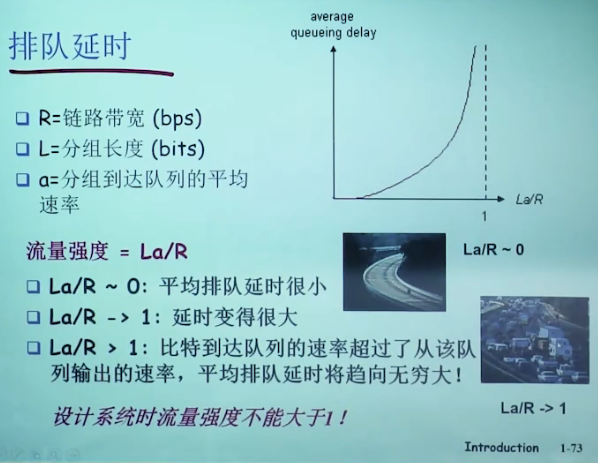 排队延时
average
queueing delay
R=链路带宽 (bps)
L=分组长度 (bits)
a=分组到达队列的平均
速率
La/R
1
流量强度 = La/R
La/R ~ 0
La/R ~ 0: 平均排队延时很小
La/R -> 1: 延时变得很大
La/R > 1: 比特到达队列的速率超过了从该队
列输出的速率，平均排队延时将趋向无穷大!
La/R -> 1
设计系统时流量强度不能大于1！
Introduction 1-73